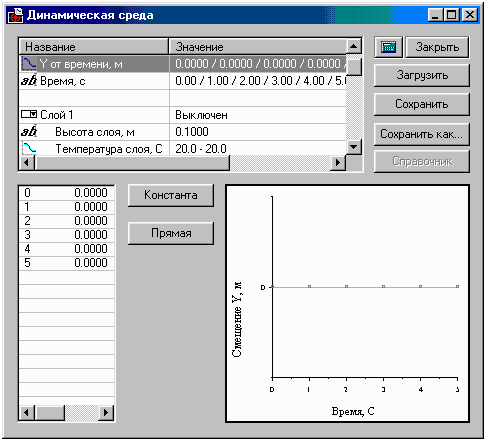 Динамическая среда
Название Значение
Y от времени, м 0.0000 / 0.0000 / 0.0000 / 0.0000 /
Время, с 0.00 / 1.00 / 2.00 / 3.00 / 4.00 / 5.0
Слой 1 Выключен
Высота слоя, м 0.1000
Температура слоя, С 20.0 - 20.0
Закрыть
Загрузить
Сохранить
Сохранить как...
Справочник
0 0.0000
1 0.0000
2 0.0000
3 0.0000
4 0.0000
5 0.0000
Константа
Прямая
Смещение Y, м
0
0 1 2 3 4 5
Время, С